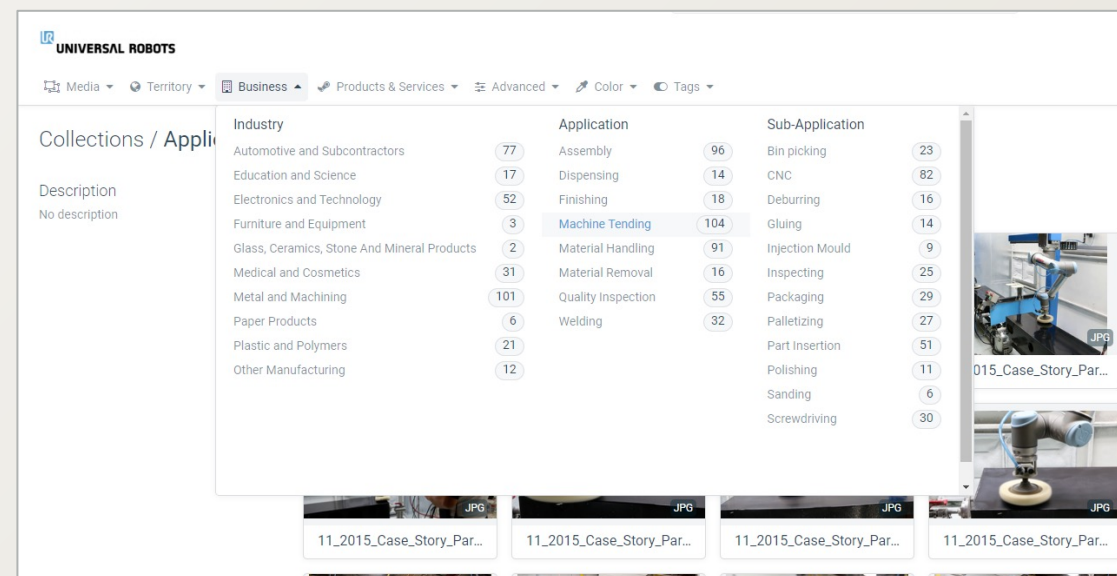 UR
UNIVERSAL ROBOTS
Media Territory Business Products & Services Advanced Color Tags
Collections / Appli
Description
No description
Industry
Automotive and Subcontractors 77
Education and Science 17
Electronics and Technology 52
Furniture and Equipment 3
Glass, Ceramics, Stone And Mineral Products 2
Medical and Cosmetics 31
Metal and Machining 101
Paper Products 6
Plastic and Polymers 21
Other Manufacturing 12
Application
Assembly 96
Dispensing 14
Finishing 18
Machine Tending 104
Material Handling 91
Material Removal 16
Quality Inspection 55
Welding 32
Sub-Application
Bin picking 23
CNC 82
Deburring 16
Gluing 14
Injection Mould 9
Inspecting 25
Packaging 29
Palletizing 27
Part Insertion 51
Polishing 11
Sanding 6
Screwdriving 30
JPG
015_Case_Story_Par...
JPG JPG JPG JPG
11_2015_Case_Story_Par... 11_2015_Case_Story_Par... 11_2015_Case_Story_Par... 11_2015_Case_Story_Par...